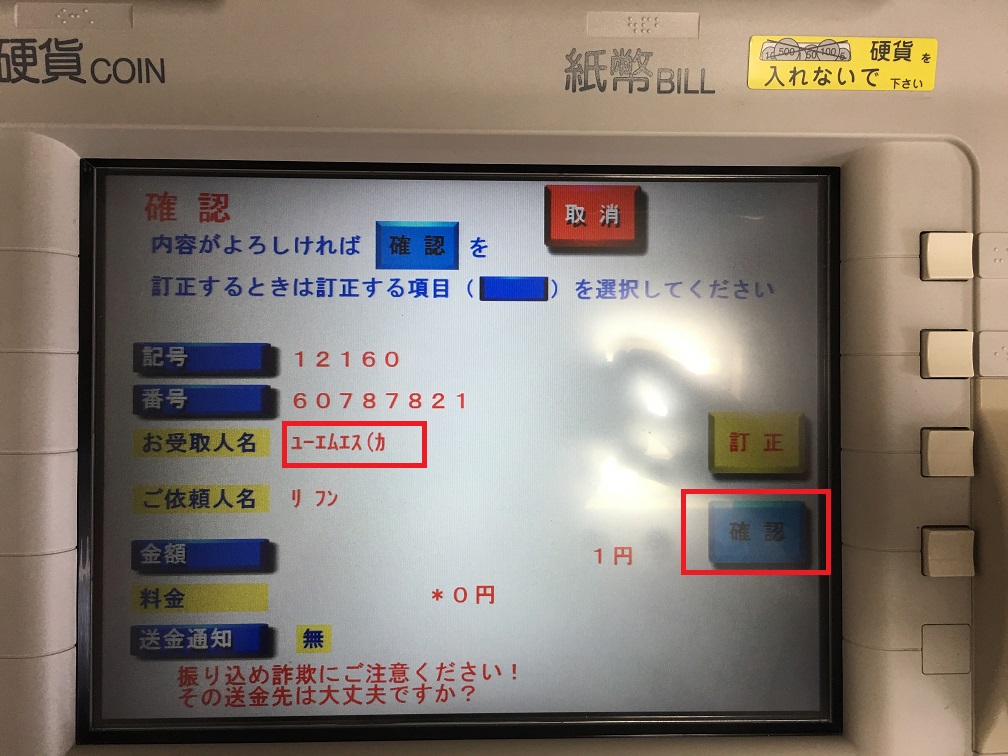 硬貨COIN
紙幣BILL
硬貨を
入れないで下さい
確認
取消
内容がよろしければ 確認 を
訂正するときは訂正する項目( )を選択してください
記号 12160
番号 60787821
お受取人名 ユーエムエス(カ
訂正
ご依頼人名 リ フン
確認
金額 1円
料金 *0円
送金通知 無
振り込め詐欺にご注意ください!
その送金先は大丈夫ですか?